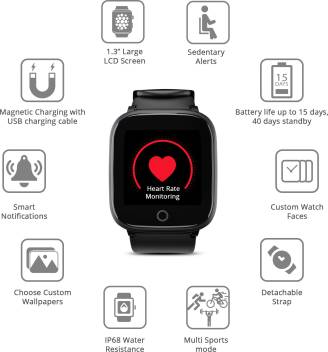 1.3” Large
LCD Screen
Sedentary
Alerts
Magnetic Charging with
USB charging cable
15
DAYS
Battery life up to 15 days,
40 days standby
Heart Rate
Monitoring
Smart
Notifications
Custom Watch
Faces
Choose Custom
Wallpapers
Detachable
Strap
IP68 Water
Resistance
Multi Sports
mode